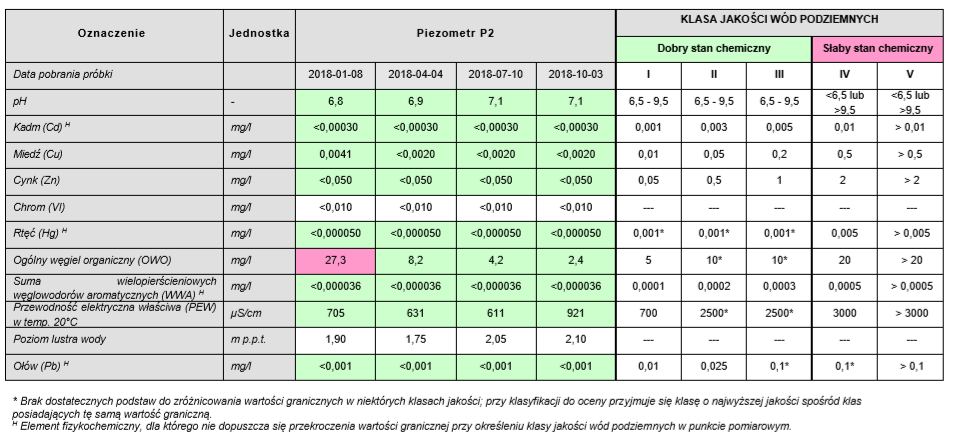 Oznaczenie Jednostka Piezometr P2 KLASA JAKOŚCI WÓD PODZIEMNYCH
Dobry stan chemiczny Słaby stan chemiczny
Data pobrania próbki 2018-01-08 2018-04-04 2018-07-10 2018-10-03 I II III IV V
pH - 6,8 6,9 7,1 7,1 6,5 - 9,5 6,5 - 9,5 6,5 - 9,5 <6,5 lub >9,5 <6,5 lub >9,5
Kadm (Cd) H mg/l <0,00030 <0,00030 <0,00030 <0,00030 0,001 0,003 0,005 0,01 > 0,01
Miedź (Cu) mg/l 0,0041 <0,0020 <0,0020 <0,0020 0,01 0,05 0,2 0,5 > 0,5
Cynk (Zn) mg/l <0,050 <0,050 <0,050 <0,050 0,05 0,5 1 2 > 2
Chrom (VI) mg/l <0,010 <0,010 <0,010 <0,010 --- --- --- --- ---
Rtęć (Hg) H mg/l <0,000050 <0,000050 <0,000050 <0,000050 0,001* 0,001* 0,001* 0,005 > 0,005
Ogólny węgiel organiczny (OWO) mg/l 27,3 8,2 4,2 2,4 5 10* 10* 20 > 20
Suma wielopierścieniowych
węglowodorów aromatycznych (WWA) H mg/l <0,000036 <0,000036 <0,000036 <0,000036 0,0001 0,0002 0,0003 0,0005 > 0,0005
Przewodność elektryczna właściwa (PEW)
w temp. 20°C µS/cm 705 631 611 921 700 2500* 2500* 3000 > 3000
Poziom lustra wody m p.p.t. 1,90 1,75 2,05 2,10 --- --- --- --- ---
Ołów (Pb) H mg/l <0,001 <0,001 <0,001 <0,001 0,01 0,025 0,1* 0,1* > 0,1
* Brak dostatecznych podstaw do zróżnicowania wartości granicznych w niektórych klasach jakości; przy klasyfikacji do oceny przyjmuje się klasę o najwyższej jakości spośród klas
posiadających tę samą wartość graniczną.
H Element fizykochemiczny, dla którego nie dopuszcza się przekroczenia wartości granicznej przy określeniu klasy jakości wód podziemnych w punkcie pomiarowym.